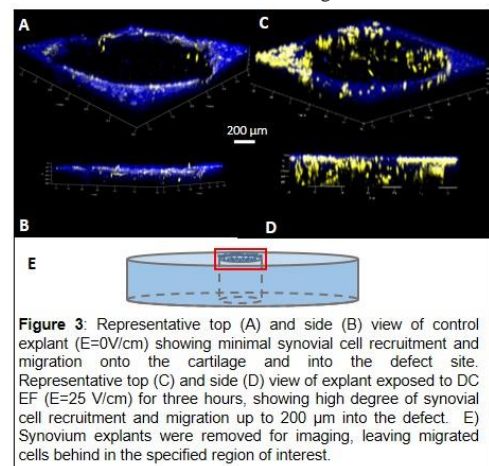 A
C
200 µm
B
D
E
Figure 3: Representative top (A) and side (B) view of control
explant (E=0V/cm) showing minimal synovial cell recruitment and
migration onto the cartilage and into the defect site.
Representative top (C) and side (D) view of explant exposed to DC
EF (E=25 V/cm) for three hours, showing high degree of synovial
cell recruitment and migration up to 200 µm into the defect. E)
Synovium explants were removed for imaging, leaving migrated
cells behind in the specified region of interest.